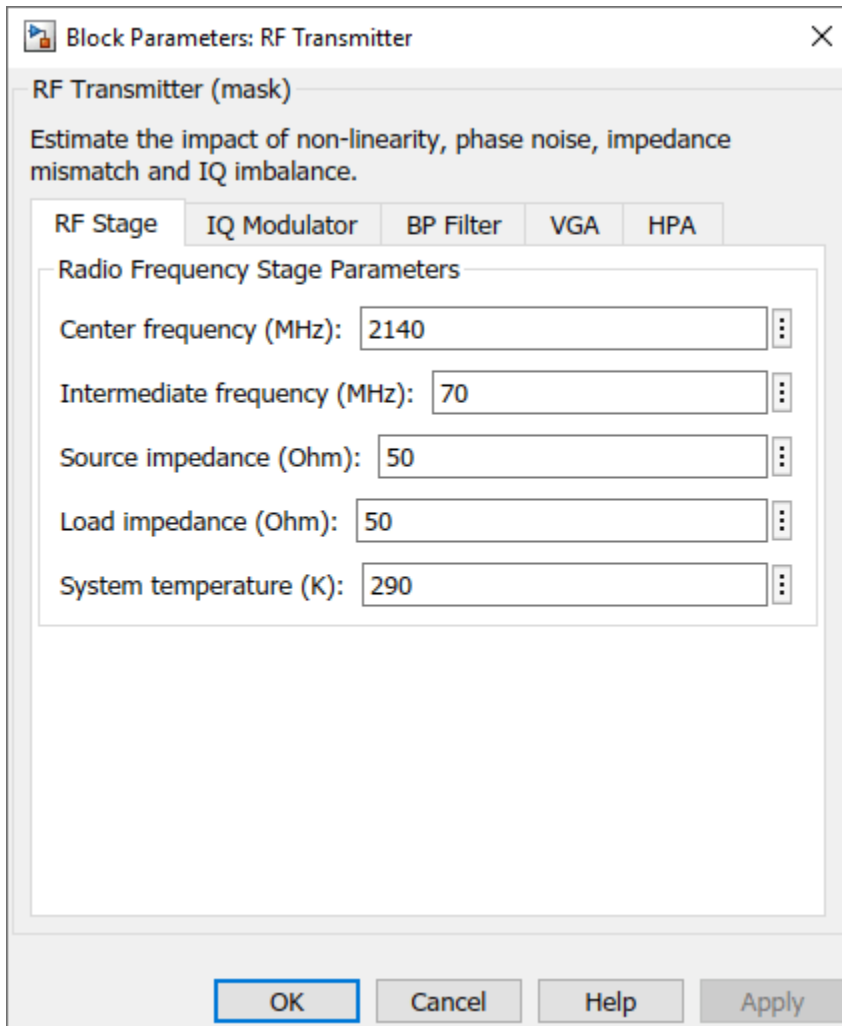 Block Parameters: RF Transmitter
RF Transmitter (mask)
Estimate the impact of non-linearity, phase noise, impedance
mismatch and IQ imbalance.
RF Stage IQ Modulator BP Filter VGA HPA
Radio Frequency Stage Parameters
Center frequency (MHz): 2140
Intermediate frequency (MHz): 70
Source impedance (Ohm): 50
Load impedance (Ohm): 50
System temperature (K): 290
OK Cancel Help Apply